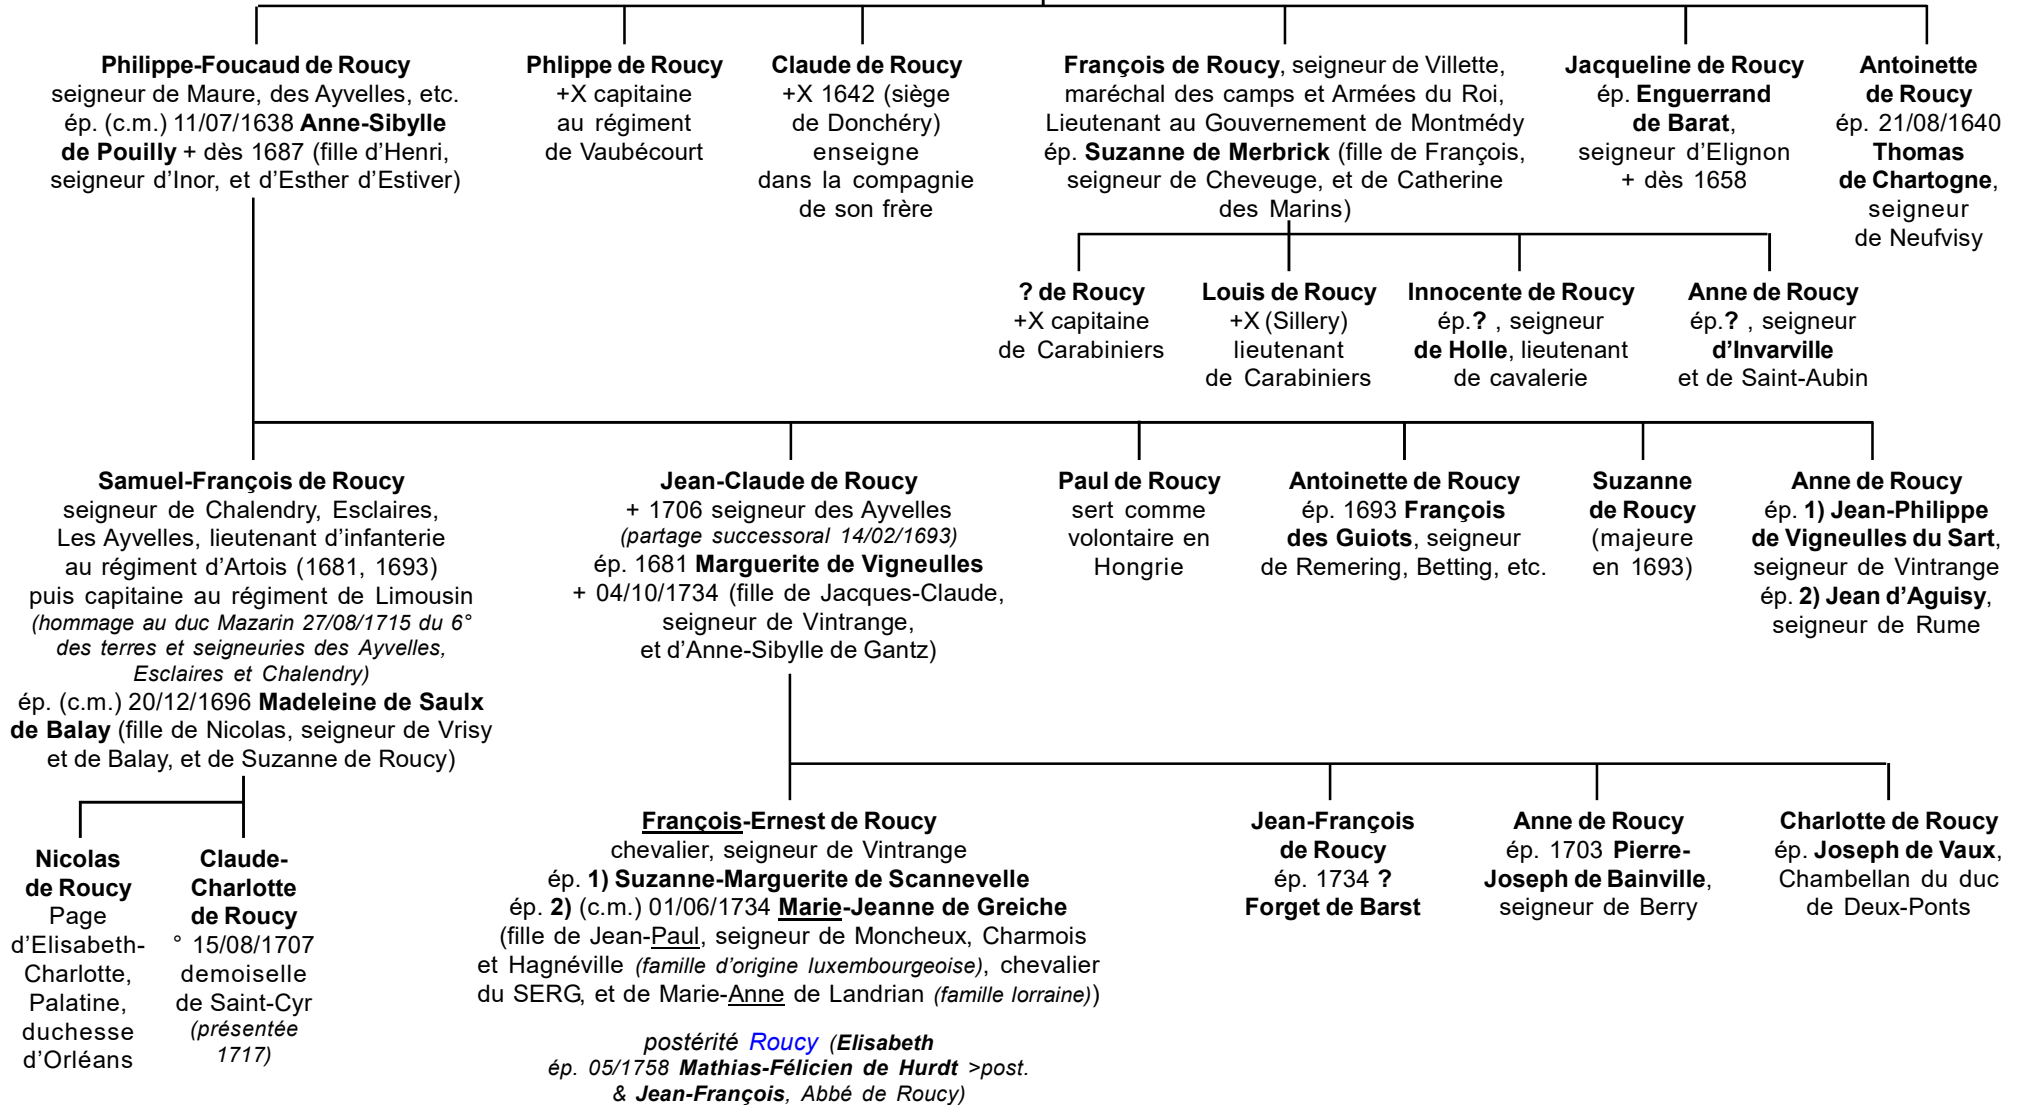 Philippe-Foucaud de Roucy
seigneur de Maure, des Ayvelles, etc.
ép. (c.m.) 11/07/1638 Anne-Sibylle
de Pouilly + dès 1687 (fille d'Henri,
seigneur d'Inor, et d'Esther d'Estiver)
Phlippe de Roucy
+X capitaine
au régiment
de Vaubécourt
Claude de Roucy
+X 1642 (siège
de Donchéry)
enseigne
dans la compagnie
de son frère
François de Roucy, seigneur de Villette,
maréchal des camps et Armées du Roi,
Lieutenant au Gouvernement de Montmédy
ép. Suzanne de Merbrick (fille de François,
seigneur de Cheveuge, et de Catherine
des Marins)
Jacqueline de Roucy
ép. Enguerrand
de Barat,
seigneur d'Elignon
+ dès 1658
Antoinette
de Roucy
ép. 21/08/1640
Thomas
de Chartogne,
seigneur
de Neufvisy
? de Roucy
+X capitaine
de Carabiniers
Louis de Roucy
+X (Sillery)
lieutenant
de Carabiniers
Innocente de Roucy
ép.? , seigneur
de Holle, lieutenant
de cavalerie
Anne de Roucy
ép.? , seigneur
d'Invarville
et de Saint-Aubin
Samuel-François de Roucy
seigneur de Chalendry, Esclaires,
Les Ayvelles, lieutenant d'infanterie
au régiment d'Artois (1681, 1693)
puis capitaine au régiment de Limousin
(hommage au duc Mazarin 27/08/1715 du 6°
des terres et seigneuries des Ayvelles,
Esclaires et Chalendry)
ép. (c.m.) 20/12/1696 Madeleine de Saulx
de Balay (fille de Nicolas, seigneur de Vrisy
et de Balay, et de Suzanne de Roucy)
Jean-Claude de Roucy
+ 1706 seigneur des Ayvelles
(partage successoral 14/02/1693)
ép. 1681 Marguerite de Vigneulles
+ 04/10/1734 (fille de Jacques-Claude,
seigneur de Vintrange,
et d'Anne-Sibylle de Gantz)
Paul de Roucy
sert comme
volontaire en
Hongrie
Antoinette de Roucy
ép. 1693 François
des Guiots, seigneur
de Remering, Betting, etc.
Suzanne
de Roucy
(majeure
en 1693)
Anne de Roucy
ép. 1) Jean-Philippe
de Vigneulles du Sart,
seigneur de Vintrange
ép. 2) Jean d'Aguisy,
seigneur de Rume
Nicolas
de Roucy
Page
d'Elisabeth-
Charlotte,
Palatine,
duchesse
d'Orléans
Claude-
Charlotte
de Roucy
° 15/08/1707
demoiselle
de Saint-Cyr
(présentée
1717)
François-Ernest de Roucy
chevalier, seigneur de Vintrange
ép. 1) Suzanne-Marguerite de Scannevelle
ép. 2) (c.m.) 01/06/1734 Marie-Jeanne de Greiche
(fille de Jean-Paul, seigneur de Moncheux, Charmois
et Hagnéville (famille d'origine luxembourgeoise), chevalier
du SERG, et de Marie-Anne de Landrian (famille lorraine))
postérité Roucy (Elisabeth
ép. 05/1758 Mathias-Félicien de Hurdt >post.
& Jean-François, Abbé de Roucy)
Jean-François
de Roucy
ép. 1734 ?
Forget de Barst
Anne de Roucy
ép. 1703 Pierre-
Joseph de Bainville,
seigneur de Berry
Charlotte de Roucy
ép. Joseph de Vaux,
Chambellan du duc
de Deux-Ponts